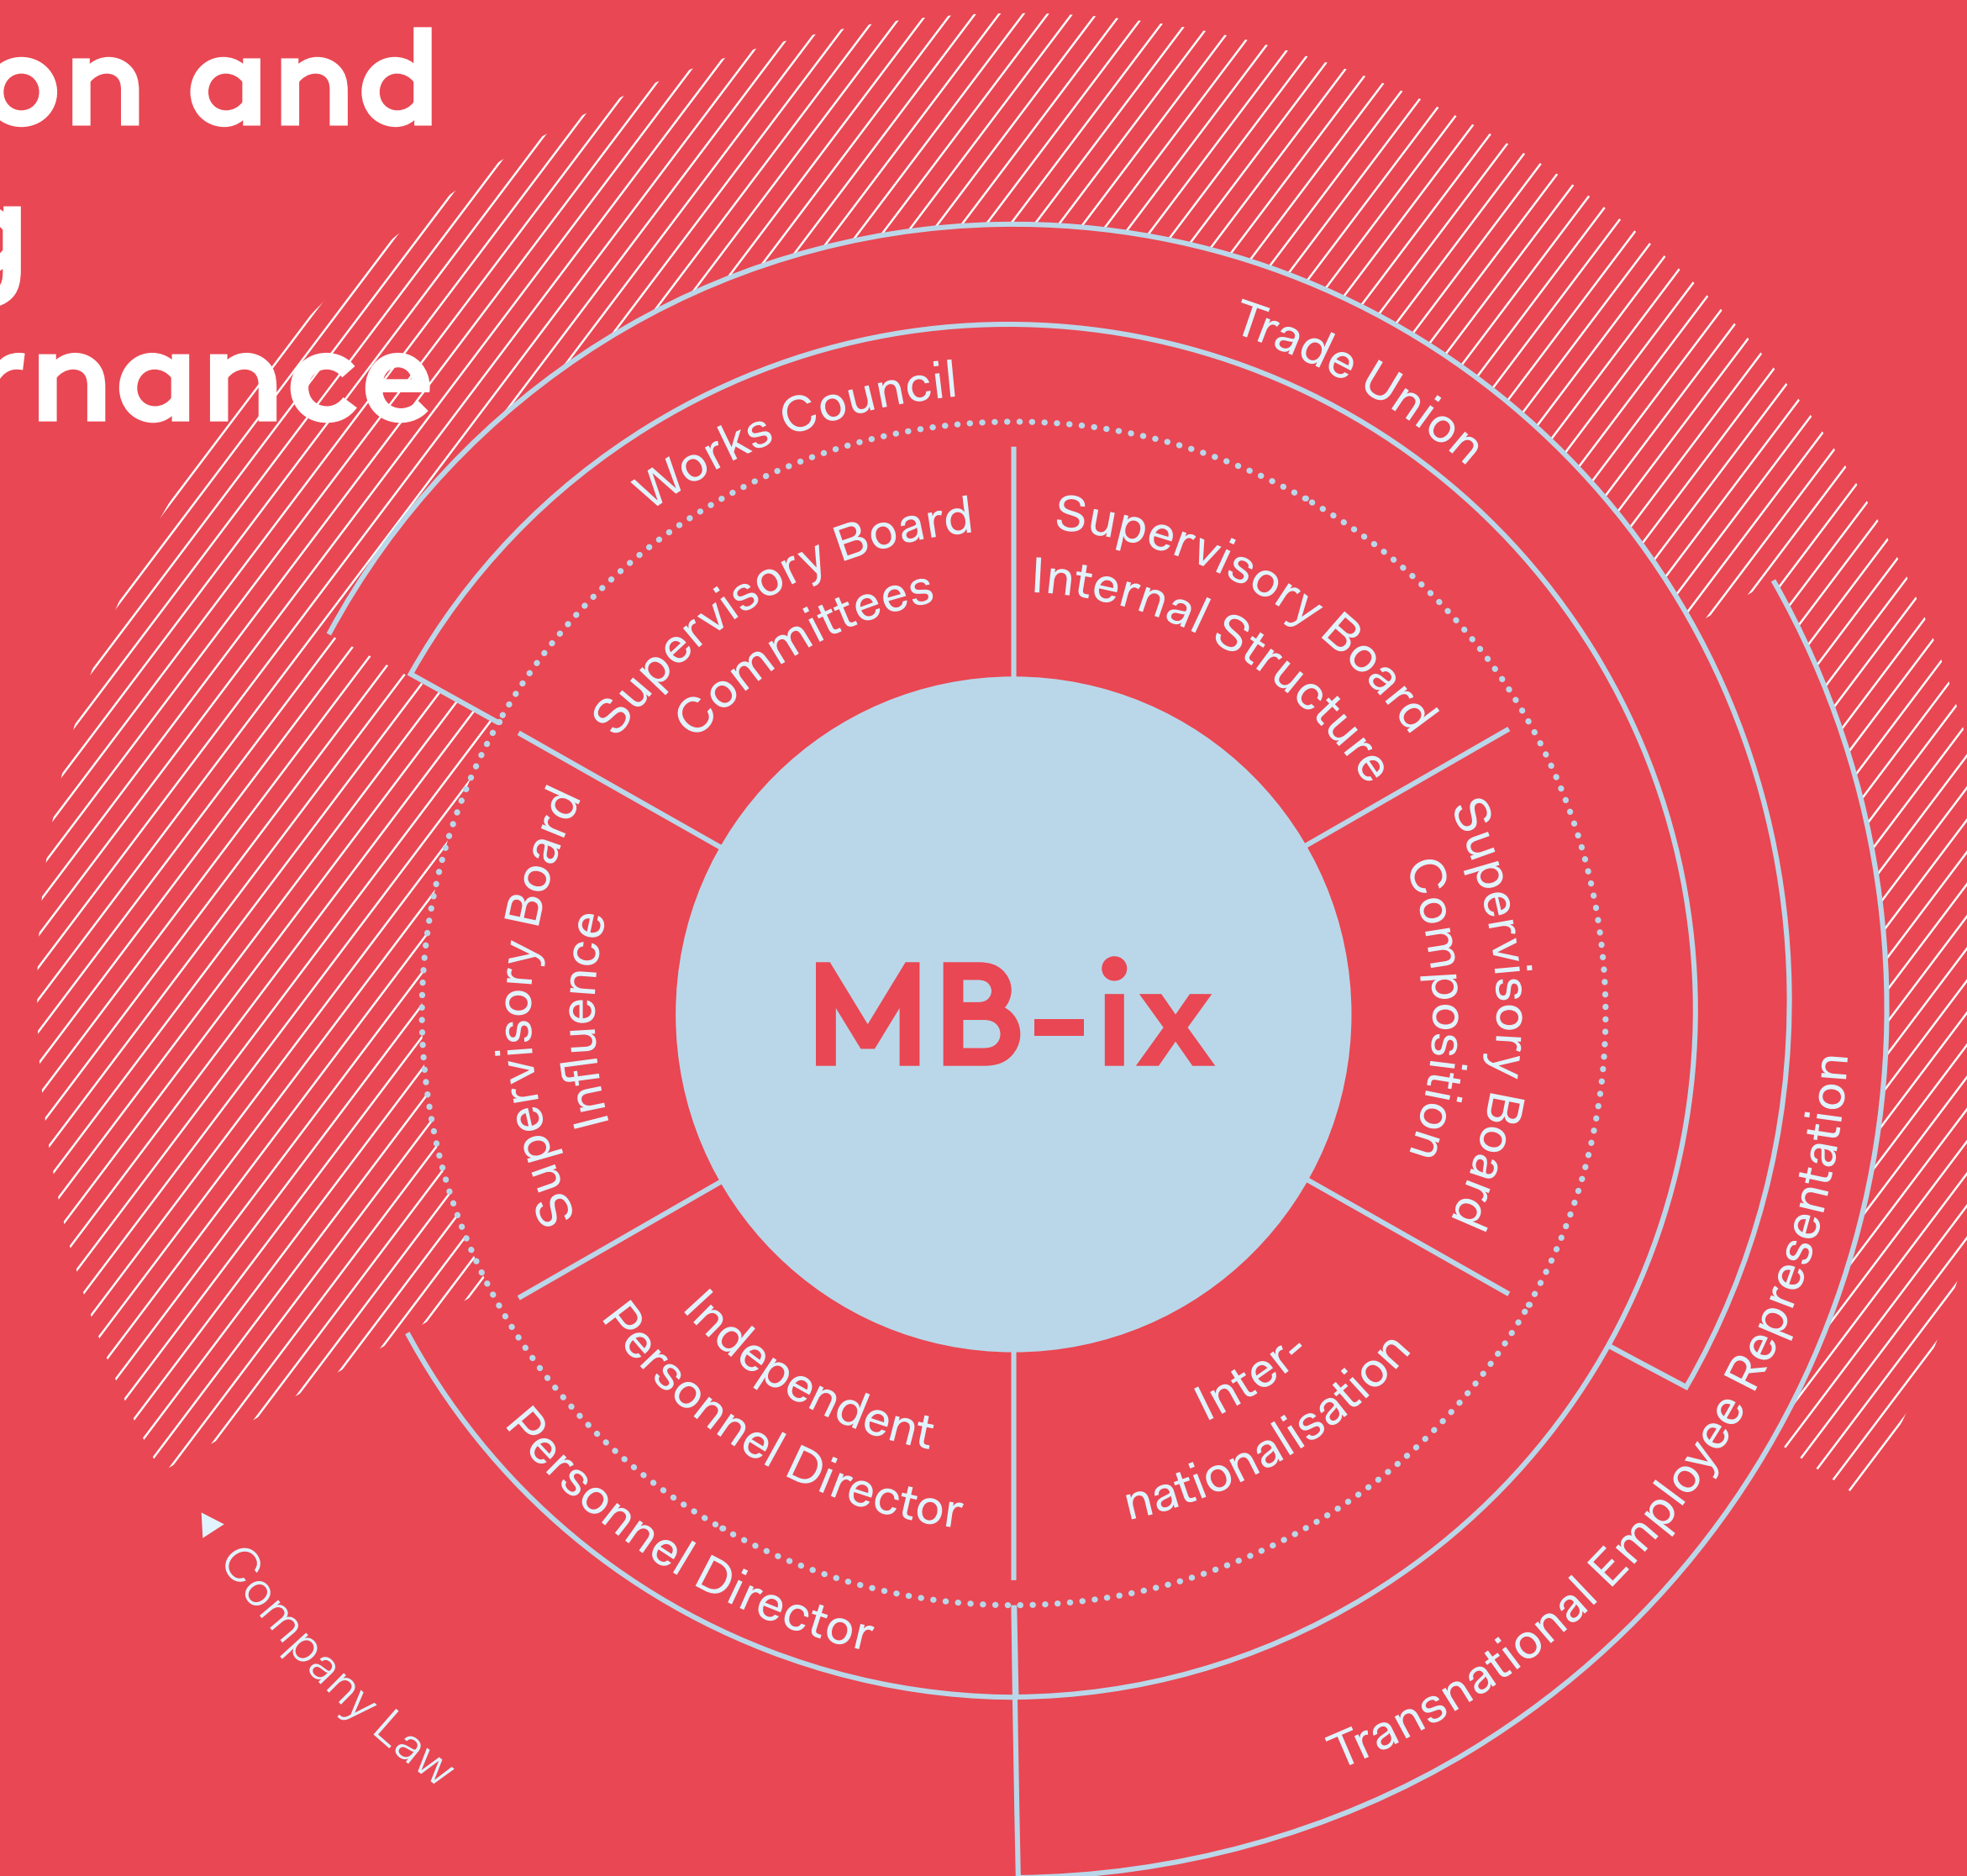 on and
g
rnance
Trade Union
Works Council
Supervisory Board
Committees
Supervisory Board
Internal Structure
Supervisory Board
Composition
Supervisory Board
Influence
MB-ix
Independent
Personnel Director
Personnel Director
Inter-
nationalisation
Transnational Employee Representation
Company Law